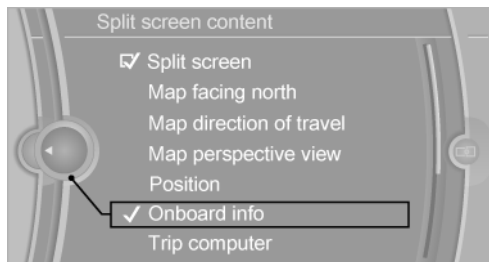 Split screen content
Split screen
Map facing north
Map direction of travel
Map perspective view
Position
Onboard info
Trip computer